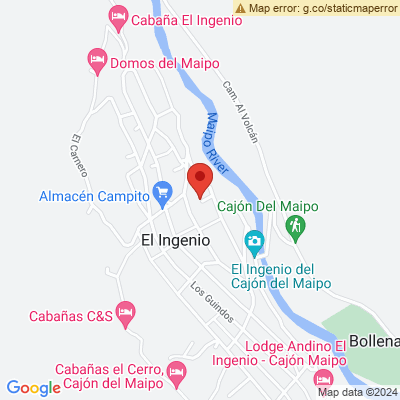 Map error: g.co/staticmaperror
Cabaña El Ingenio
Domos del Maipo
Cam. Al Volcán
Maipo River
El Camero
Almacén Campito
Cajón Del Maipo
El Ingenio
El Ingenio del
Cajón del Maipo
Los Guindos
Cabañas C&S
Bollena
Lodge Andino El
Ingenio - Cajón Maipo
Cabañas el Cerro,
Cajón del Maipo
Google
Map data ©2024